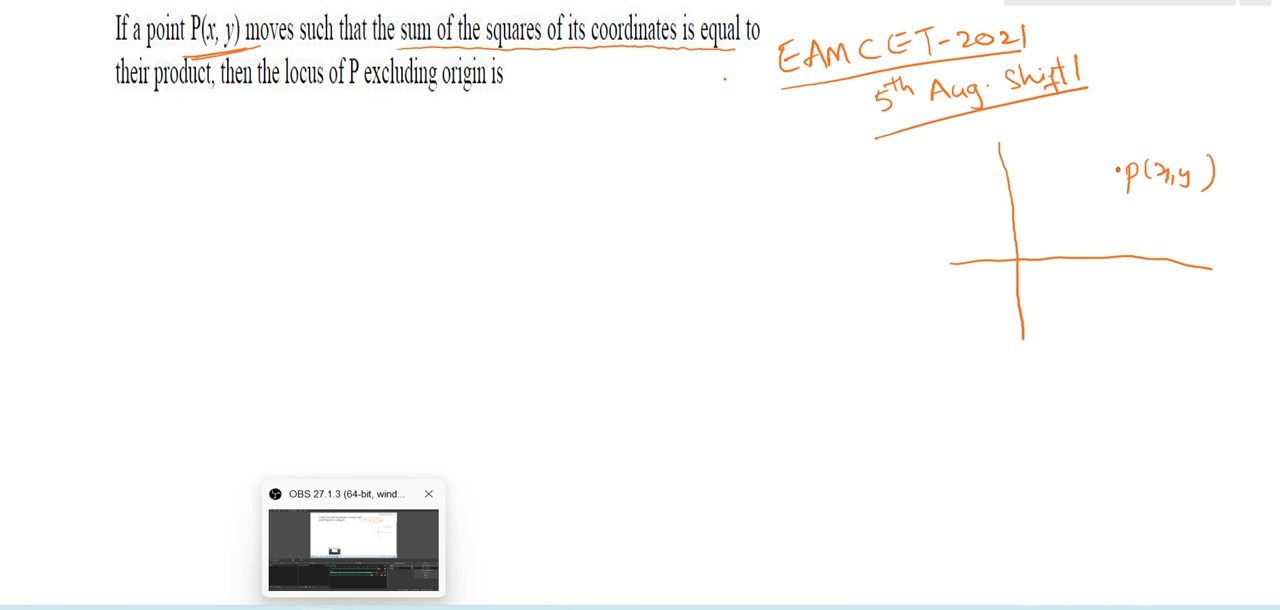 If a point P(x, y) moves such that the sum of the squares of its coordinates is equal to
their product, then the locus of P excluding origin is
EAMCET-2021
5th Aug. Shift 1
P(x,y)
OBS 27.1.3 (64-bit, wind...